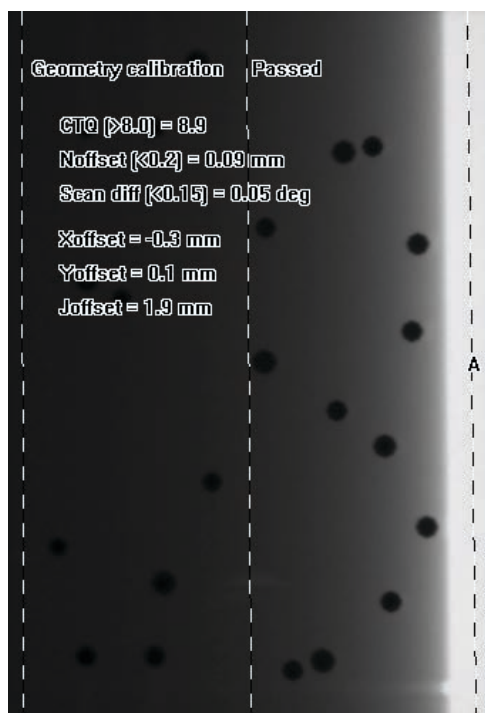 Geometry calibration Passed
CTQ (>8.0) = 8.9
Noffset (<0.2) = 0.09 mm
Scan diff (<0.15) = 0.05 deg
Xoffset = -0.3 mm
Yoffset = 0.1 mm
Joffset = 1.9 mm
A